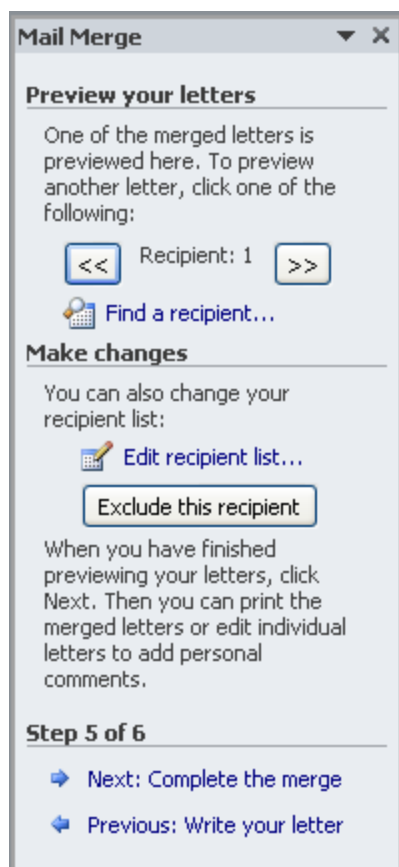 Mail Merge
Preview your letters
One of the merged letters is
previewed here. To preview
another letter, click one of the
following:
<< Recipient: 1 >>
Find a recipient...
Make changes
You can also change your
recipient list:
Edit recipient list...
Exclude this recipient
When you have finished
previewing your letters, click
Next. Then you can print the
merged letters or edit individual
letters to add personal
comments.
Step 5 of 6
Next: Complete the merge
Previous: Write your letter